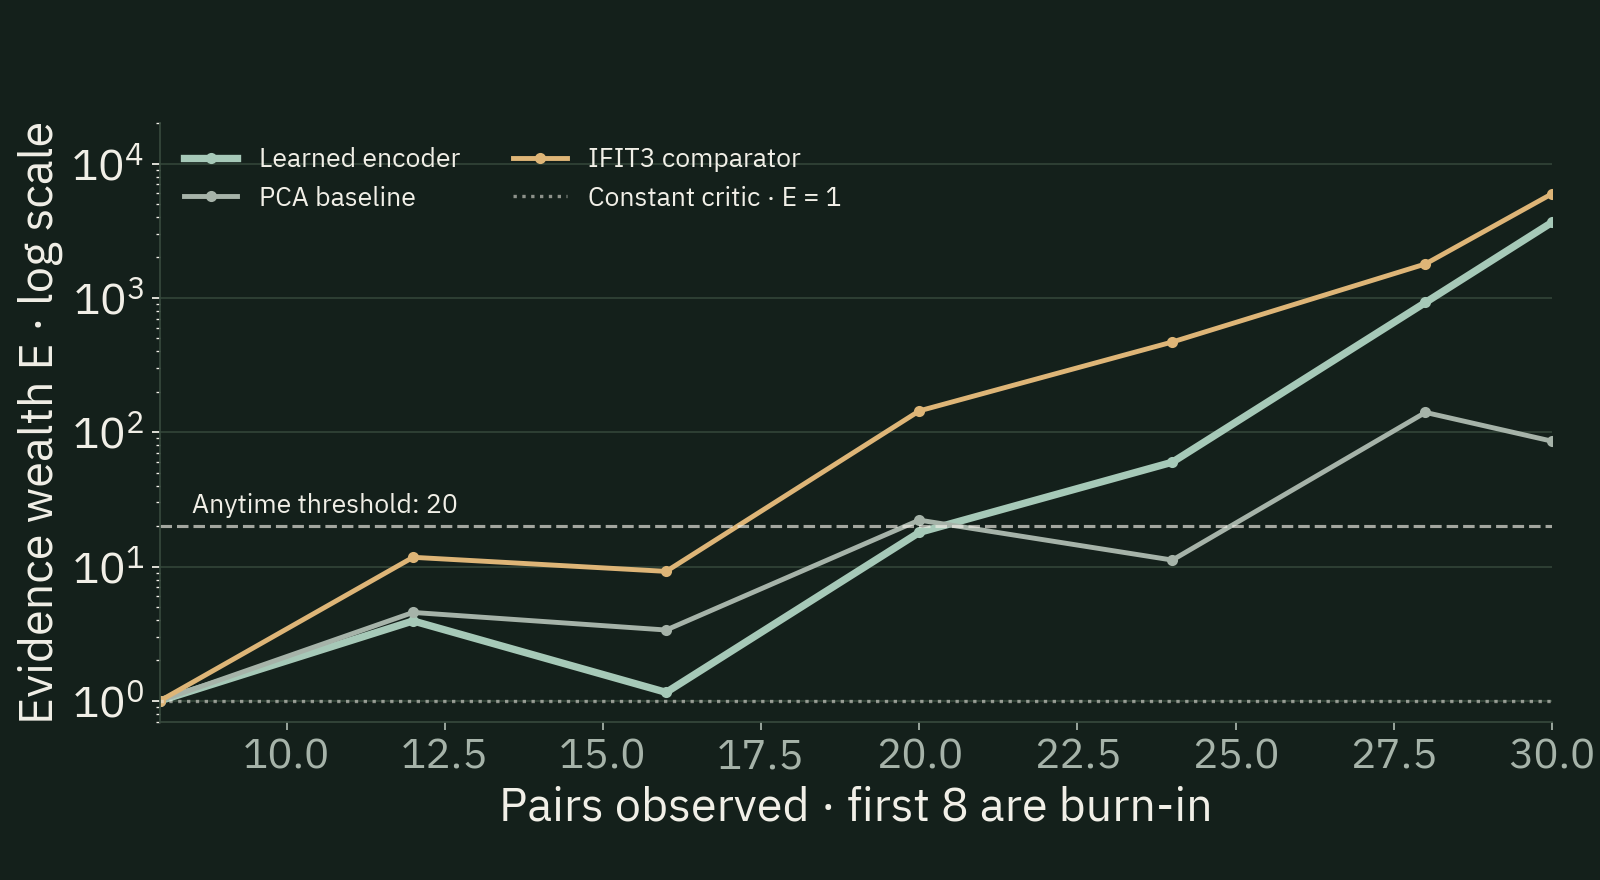 Evidence wealth E · log scale
10⁴
10³
10²
10¹
10⁰
Learned encoder
PCA baseline
IFIT3 comparator
Constant critic · E = 1
Anytime threshold: 20
10.0 12.5 15.0 17.5 20.0 22.5 25.0 27.5 30.0
Pairs observed · first 8 are burn-in